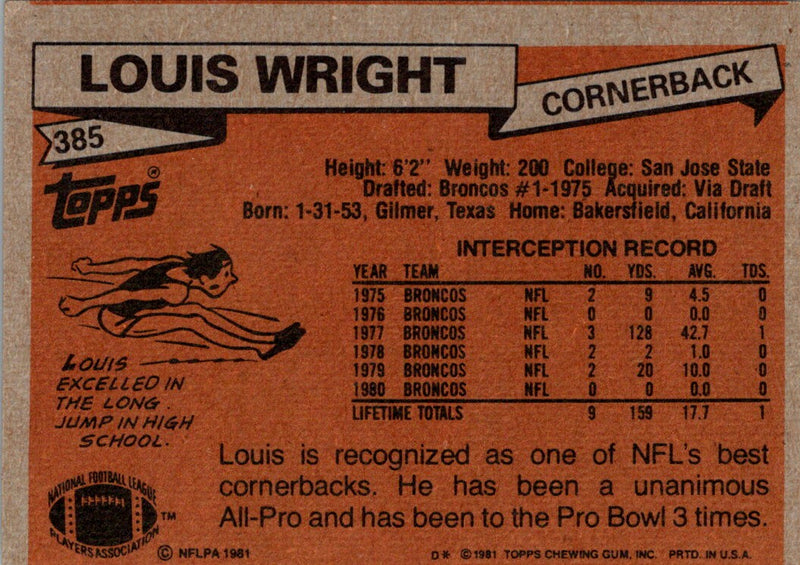 LOUIS WRIGHT
CORNERBACK
385
TOPPS®
Height: 6'2'' Weight: 200 College: San Jose State
Drafted: Broncos #1-1975 Acquired: Via Draft
Born: 1-31-53, Gilmer, Texas Home: Bakersfield, California
INTERCEPTION RECORD
YEAR TEAM NO. YDS. AVG. TDS.
1975 BRONCOS NFL 2 9 4.5 0
1976 BRONCOS NFL 0 0 0.0 0
1977 BRONCOS NFL 3 128 42.7 1
1978 BRONCOS NFL 2 2 1.0 0
1979 BRONCOS NFL 2 20 10.0 0
1980 BRONCOS NFL 0 0 0.0 0
LIFETIME TOTALS 9 159 17.7 1
LOUIS
EXCELLED IN
THE LONG
JUMP IN HIGH
SCHOOL.
Louis is recognized as one of NFL's best
cornerbacks. He has been a unanimous
All-Pro and has been to the Pro Bowl 3 times.
NATIONAL FOOTBALL LEAGUE
PLAYERS ASSOCIATION
TM
© NFLPA 1981
D* © 1981 TOPPS CHEWING GUM, INC. PRTD. IN U.S.A.